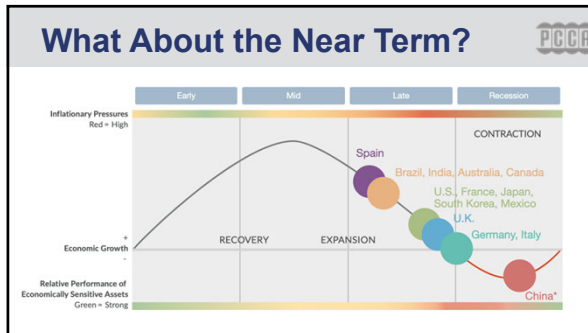 What About the Near Term?
PCCA
Early Mid Late Recession
Inflationary Pressures
Red = High
CONTRACTION
Spain
Brazil, India, Australia, Canada
U.S., France, Japan,
South Korea, Mexico
U.K.
+
RECOVERY EXPANSION
Germany, Italy
Economic Growth
-
China*
Relative Performance of
Economically Sensitive Assets
Green = Strong